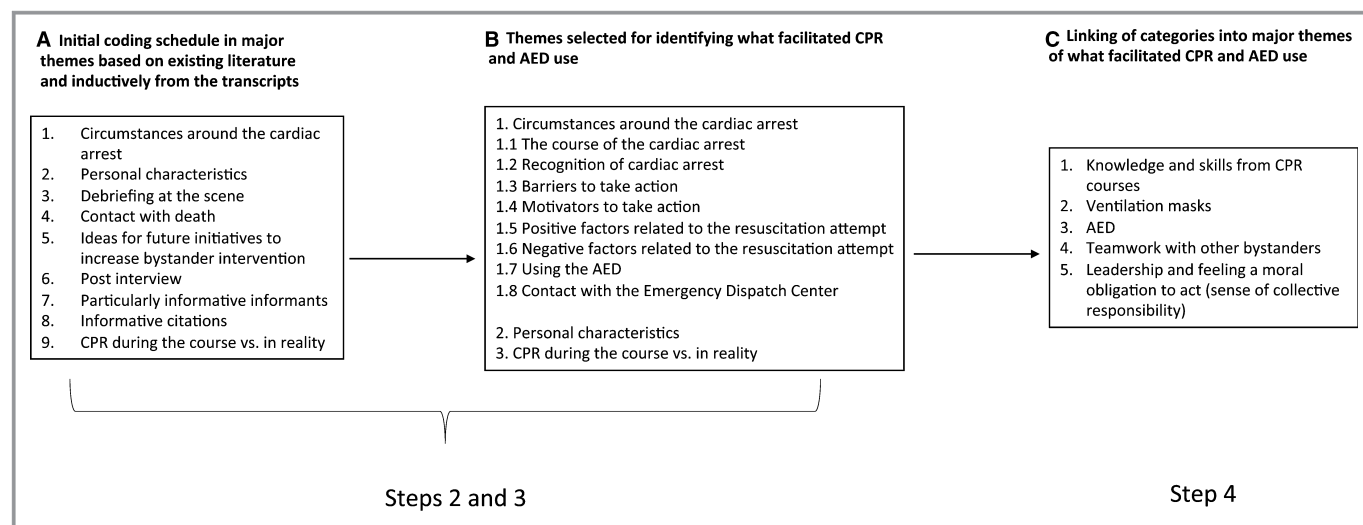 A Initial coding schedule in major
themes based on existing literature
and inductively from the transcripts
1. Circumstances around the cardiac
arrest
2. Personal characteristics
3. Debriefing at the scene
4. Contact with death
5. Ideas for future initiatives to
increase bystander intervention
6. Post interview
7. Particularly informative informants
8. Informative citations
9. CPR during the course vs. in reality
B Themes selected for identifying what facilitated CPR
and AED use
1. Circumstances around the cardiac arrest
1.1 The course of the cardiac arrest
1.2 Recognition of cardiac arrest
1.3 Barriers to take action
1.4 Motivators to take action
1.5 Positive factors related to the resuscitation attempt
1.6 Negative factors related to the resuscitation attempt
1.7 Using the AED
1.8 Contact with the Emergency Dispatch Center
2. Personal characteristics
3. CPR during the course vs. in reality
C Linking of categories into major themes
of what facilitated CPR and AED use
1. Knowledge and skills from CPR
courses
2. Ventilation masks
3. AED
4. Teamwork with other bystanders
5. Leadership and feeling a moral
obligation to act (sense of collective
responsibility)
Steps 2 and 3
Step 4